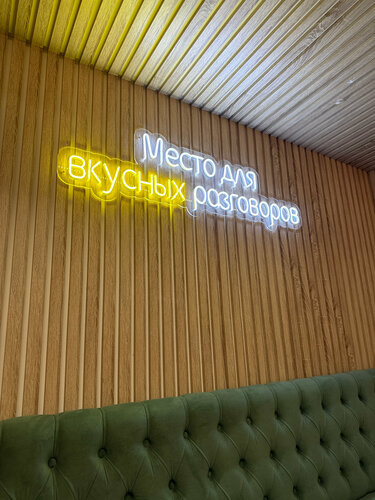 Место для
вкусных разговоров